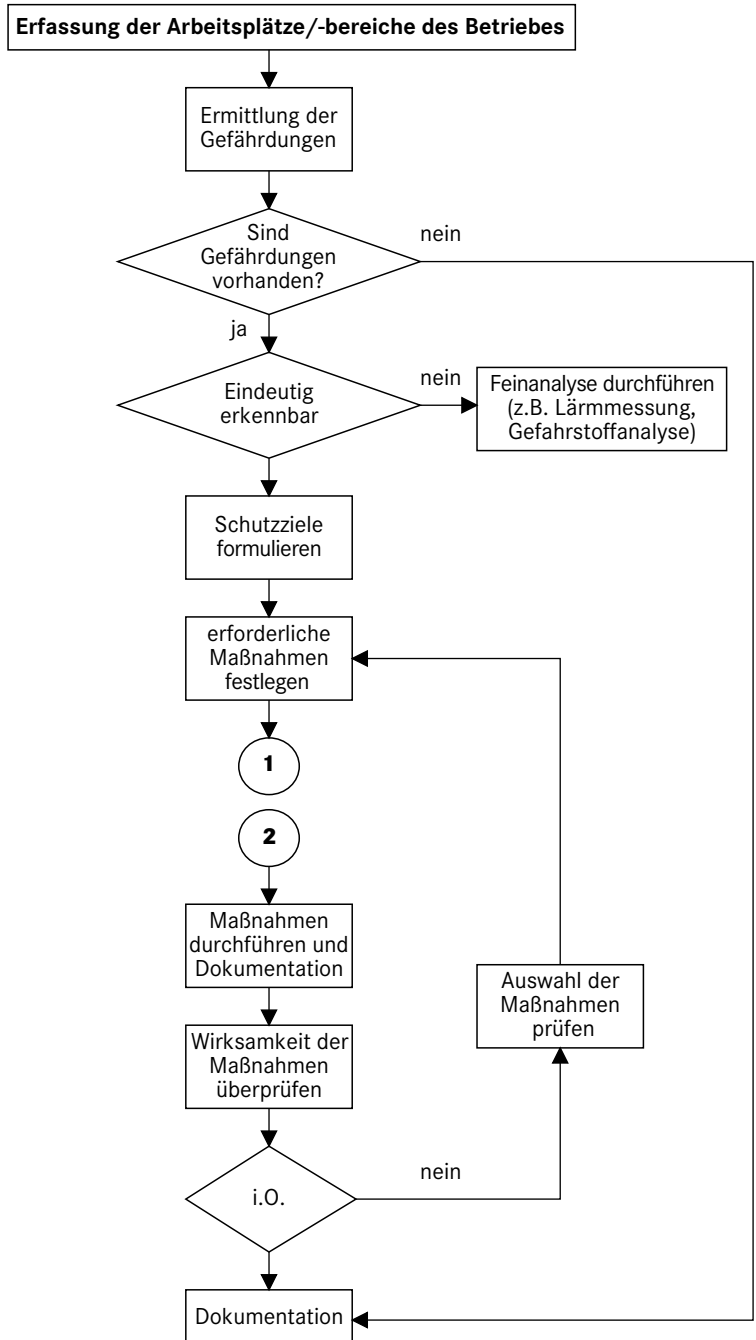 Erfassung der Arbeitsplätze/-bereiche des Betriebes
Ermittlung der
Gefährdungen
Sind
Gefährdungen
vorhanden?
nein
ja
Eindeutig
erkennbar
nein
Feinanalyse durchführen
(z.B. Lärmmessung,
Gefahrstoffanalyse)
Schutzziele
formulieren
erforderliche
Maßnahmen
festlegen
1
2
Maßnahmen
durchführen und
Dokumentation
Auswahl der
Maßnahmen
prüfen
Wirksamkeit der
Maßnahmen
überprüfen
i.O.
nein
Dokumentation